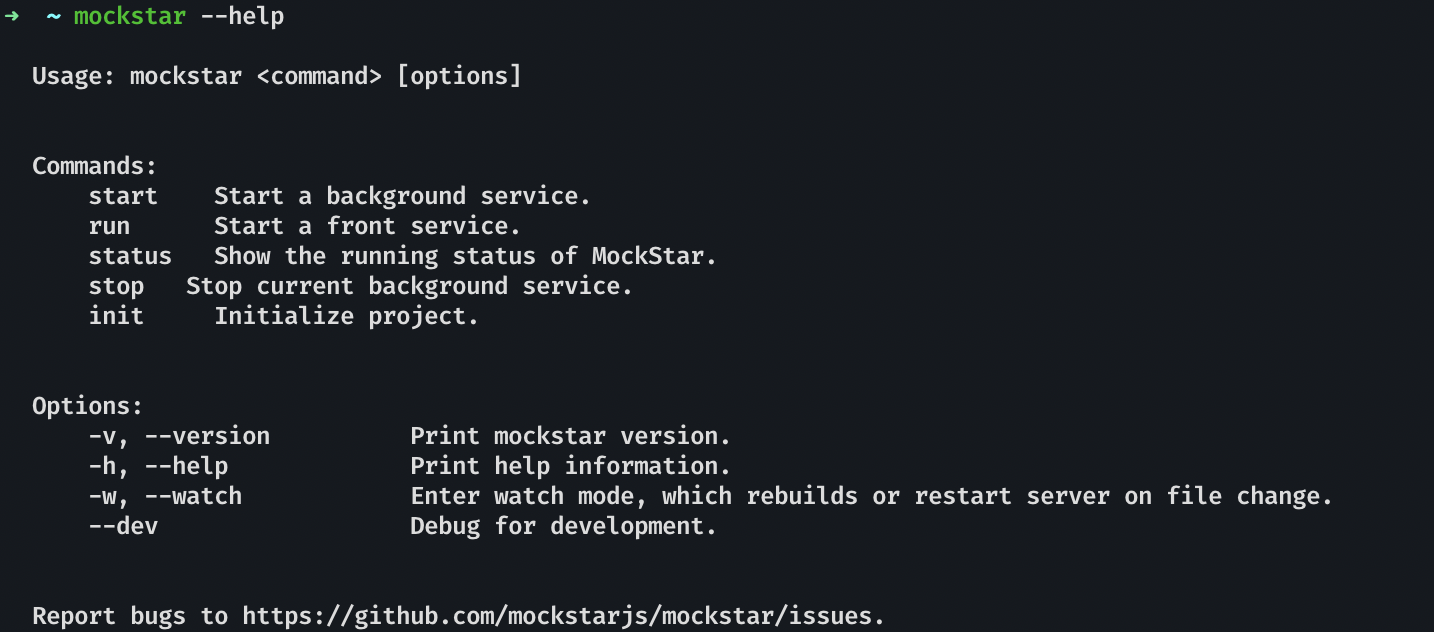 ➜  ~ mockstar --help
Usage: mockstar <command> [options]
Commands:
start    Start a background service.
run      Start a front service.
status   Show the running status of MockStar.
stop   Stop current background service.
init     Initialize project.
Options:
-v, --version          Print mockstar version.
-h, --help             Print help information.
-w, --watch            Enter watch mode, which rebuilds or restart server on file change.
--dev                  Debug for development.
Report bugs to https://github.com/mockstarjs/mockstar/issues.